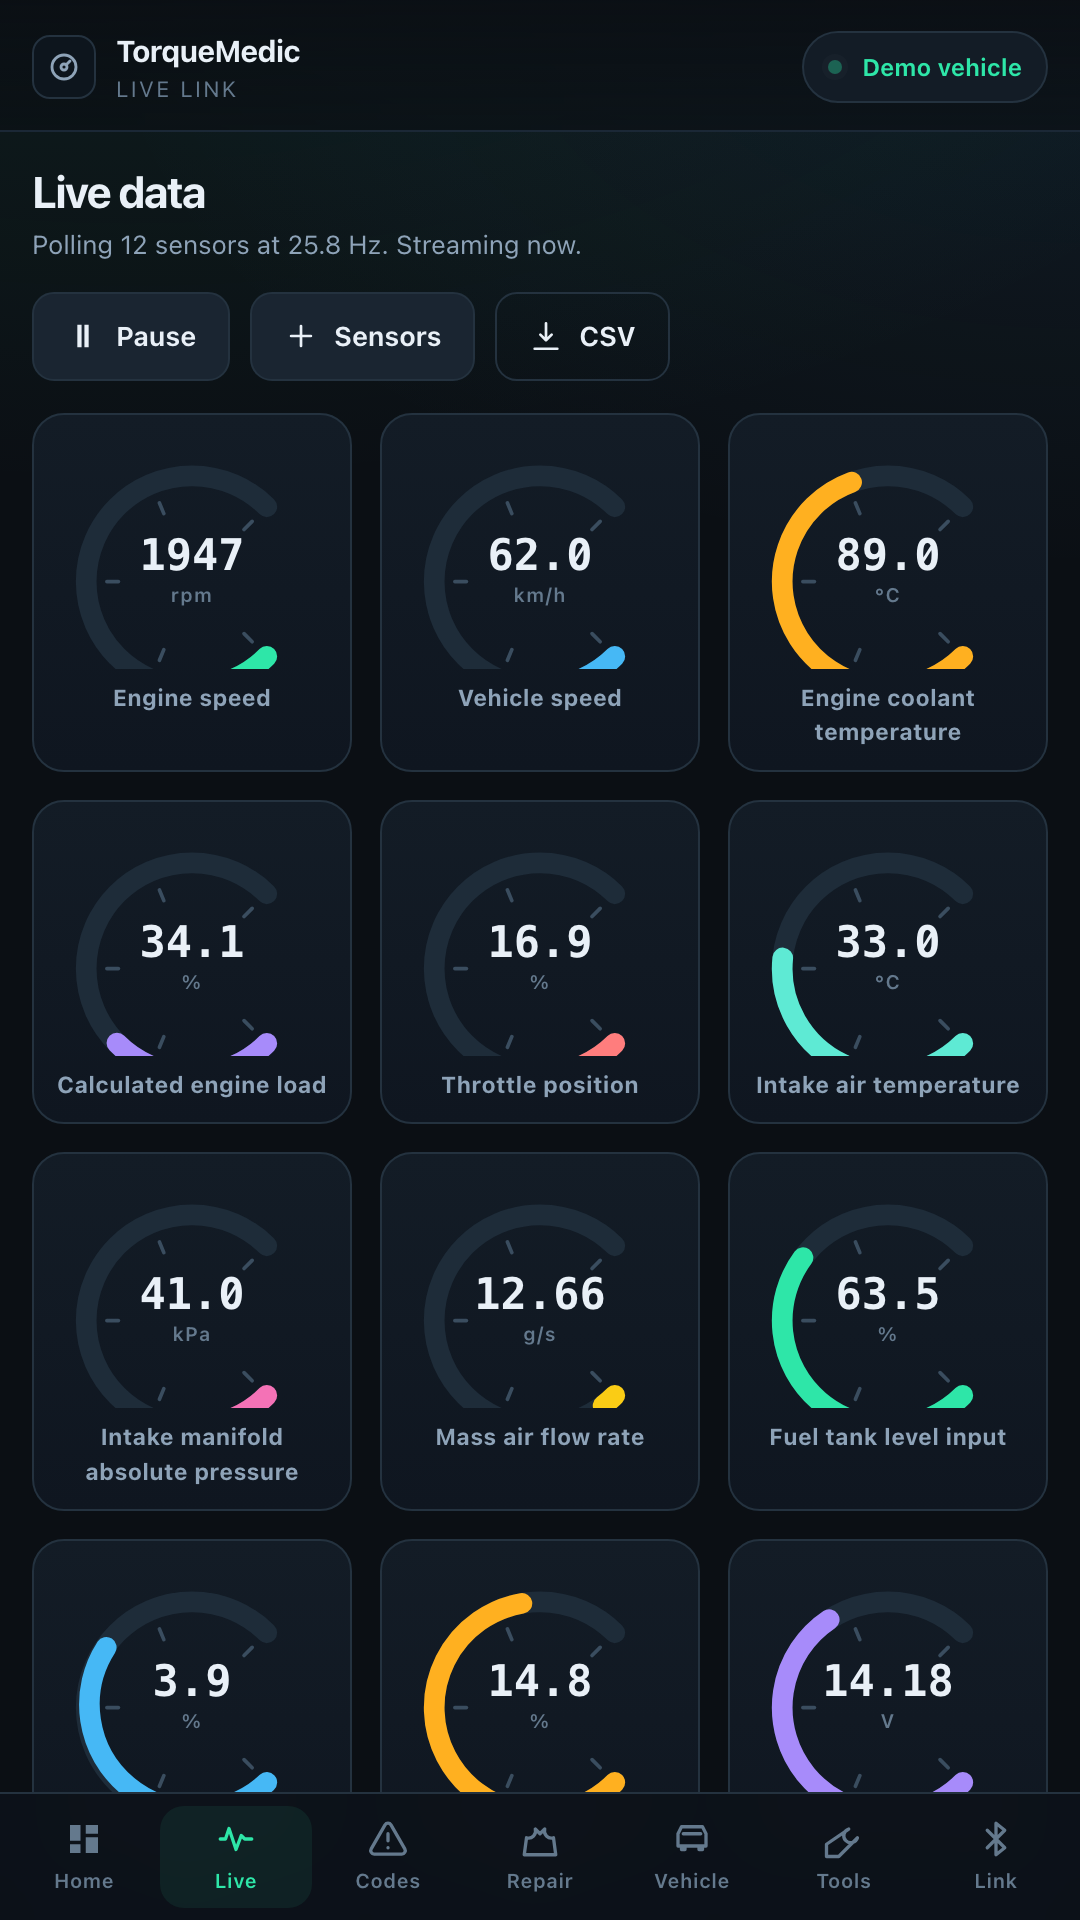 TorqueMedic
LIVE LINK
Demo vehicle
Live data
Polling 12 sensors at 25.8 Hz. Streaming now.
Pause
Sensors
CSV
1947
rpm
Engine speed
62.0
km/h
Vehicle speed
89.0
°C
Engine coolant
temperature
34.1
%
Calculated engine load
16.9
%
Throttle position
33.0
°C
Intake air temperature
41.0
kPa
Intake manifold
absolute pressure
12.66
g/s
Mass air flow rate
63.5
%
Fuel tank level input
3.9
%
14.8
%
14.18
V
Home
Live
Codes
Repair
Vehicle
Tools
Link